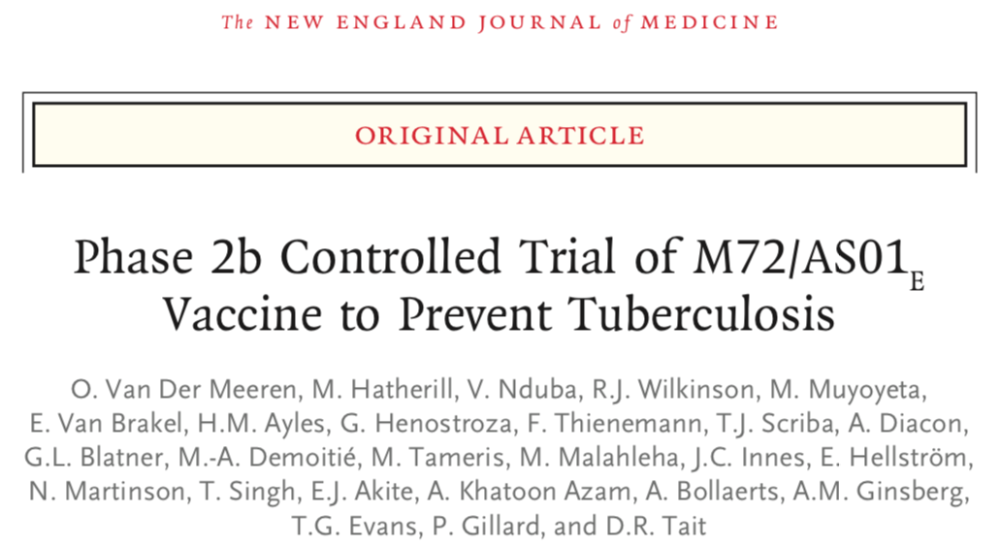 The NEW ENGLAND JOURNAL of MEDICINE
ORIGINAL ARTICLE
Phase 2b Controlled Trial of M72/AS01E
Vaccine to Prevent Tuberculosis
O. Van Der Meeren, M. Hatherill, V. Nduba, R.J. Wilkinson, M. Muyoyeta,
E. Van Brakel, H.M. Ayles, G. Henostroza, F. Thienemann, T.J. Scriba, A. Diacon,
G.L. Blatner, M.-A. Demoitié, M. Tameris, M. Malahleha, J.C. Innes, E. Hellström,
N. Martinson, T. Singh, E.J. Akite, A. Khatoon Azam, A. Bollaerts, A.M. Ginsberg,
T.G. Evans, P. Gillard, and D.R. Tait